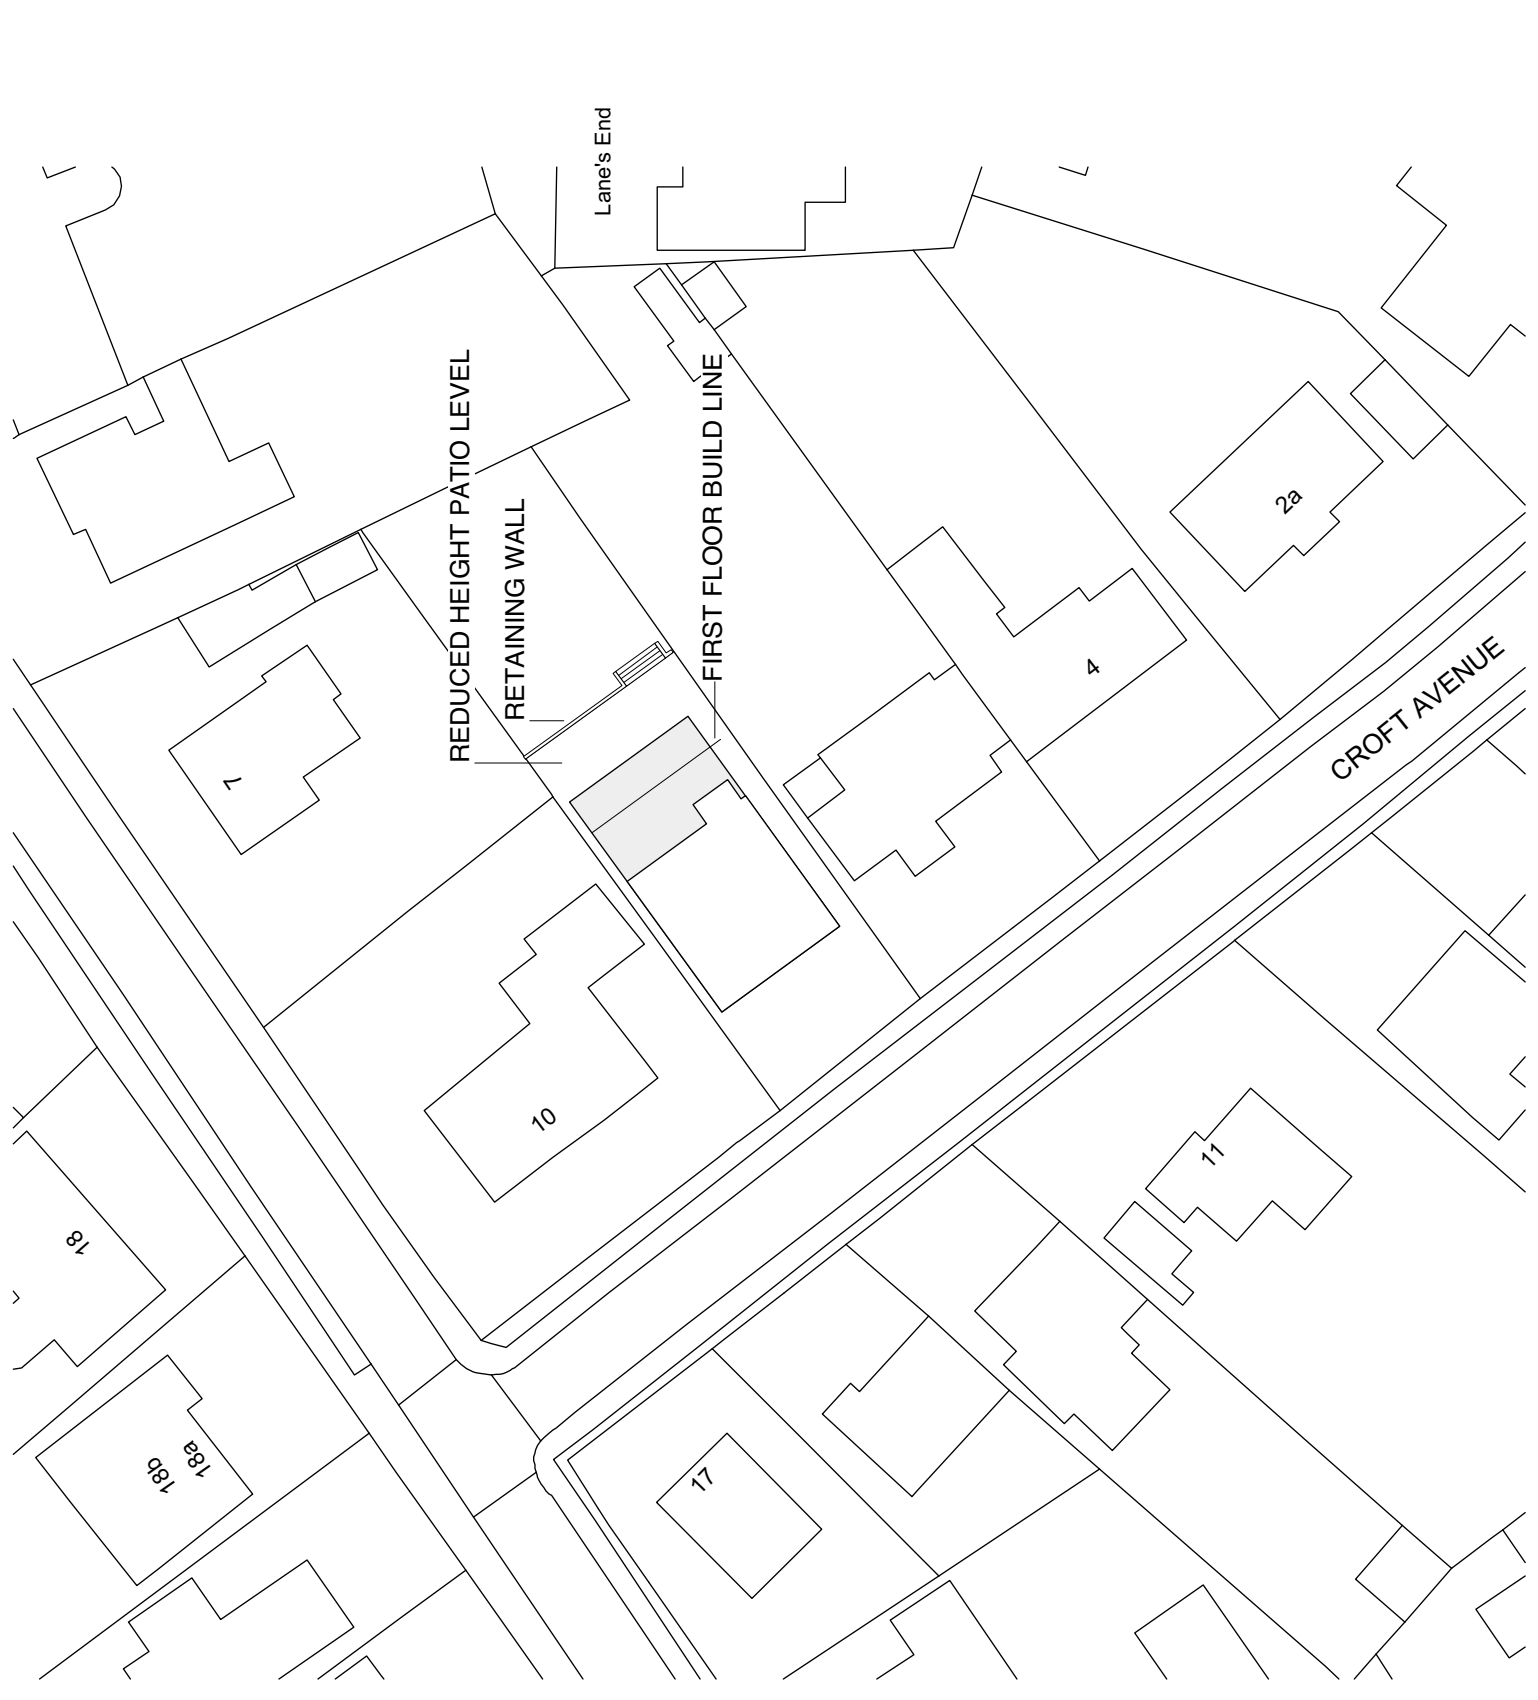 Lane's End
REDUCED HEIGHT PATIO LEVEL
RETAINING WALL
FIRST FLOOR BUILD LINE
2a
4
7
CROFT AVENUE
10
11
18
18a
18b
17